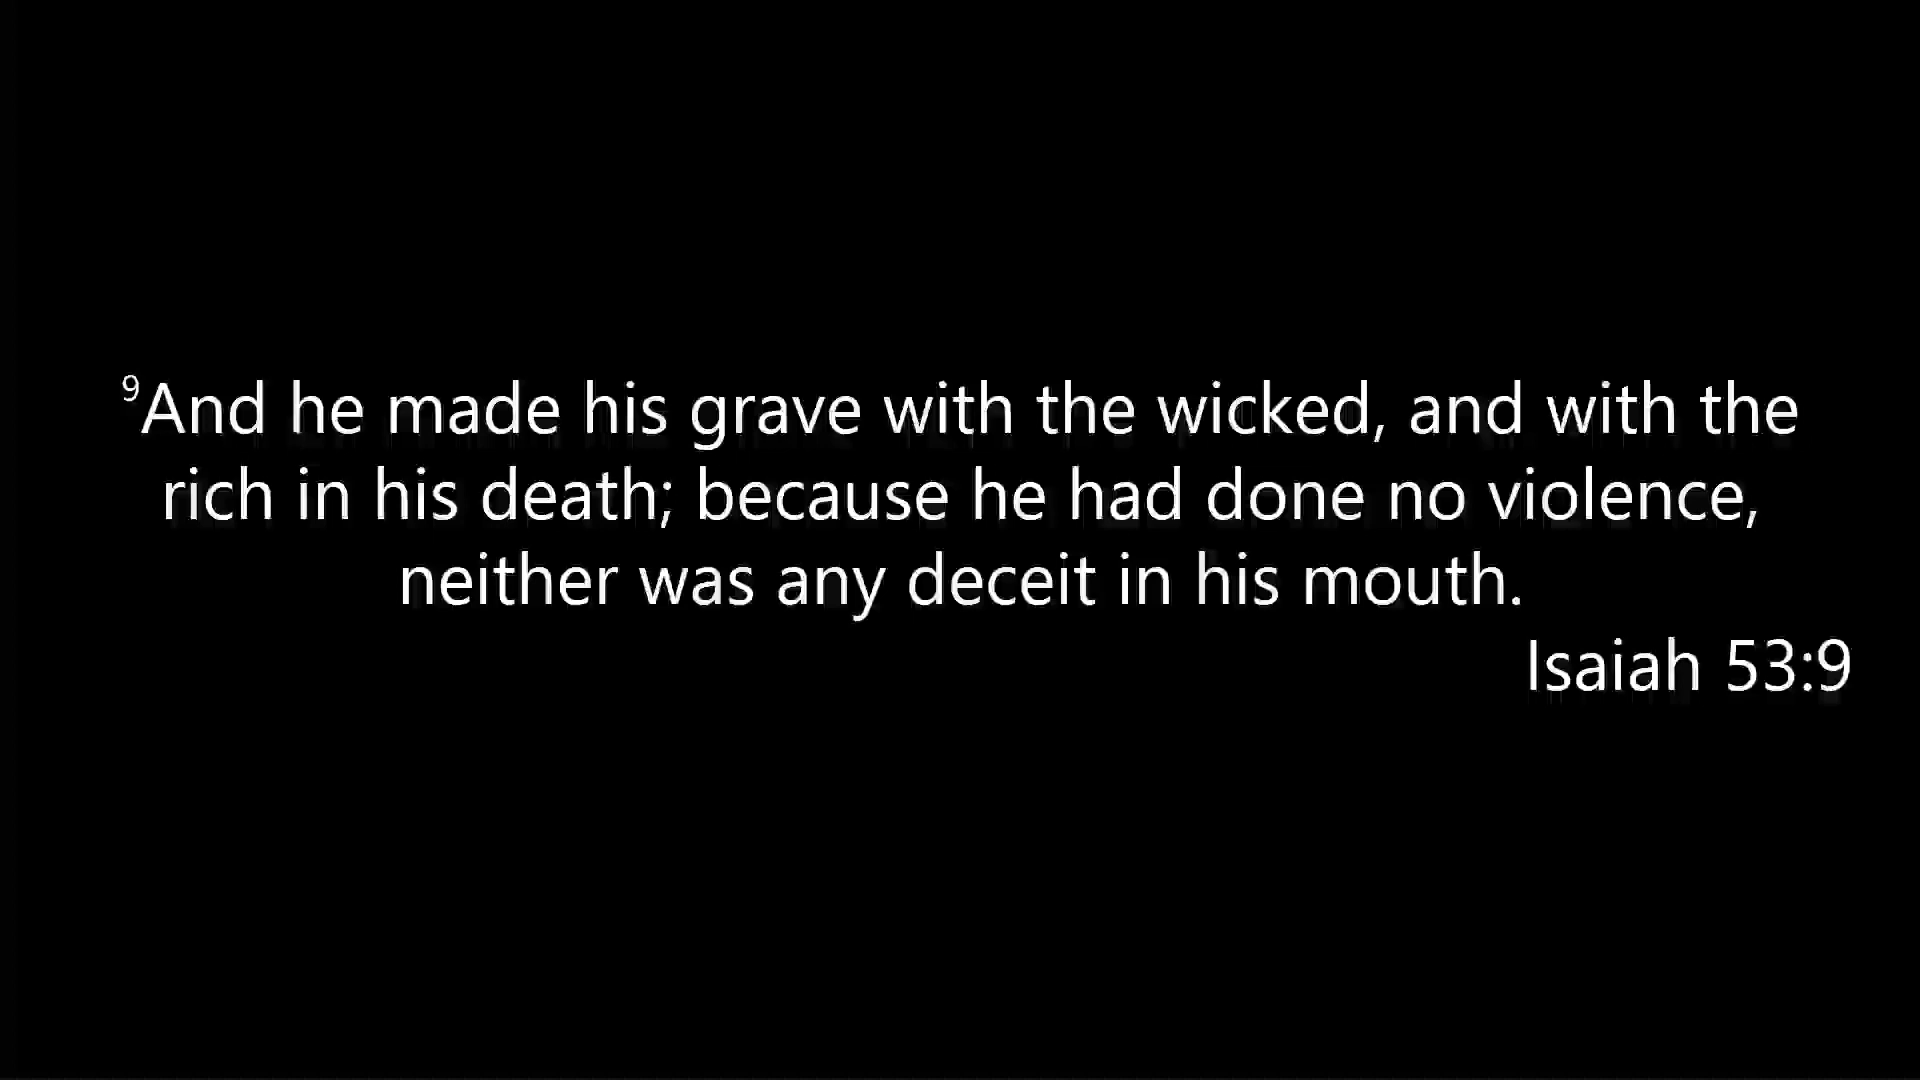 ⁹And he made his grave with the wicked, and with the
rich in his death; because he had done no violence,
neither was any deceit in his mouth.
Isaiah 53:9